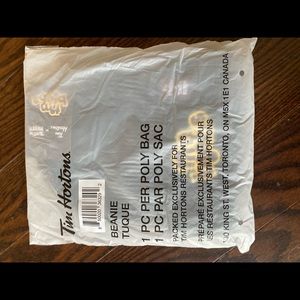 Tim Hortons
BEANIE
TUQUE
1 PC PER POLY BAG
1 PC PAR POLY SAC
PACKED EXCLUSIVELY FOR
TIM HORTONS RESTAURANTS
PRÉPARÉ EXCLUSIVEMENT POUR
LES RESTAURANTS TIM HORTONS
KING ST. WEST, TORONTO ON M5X 1E1 CANADA